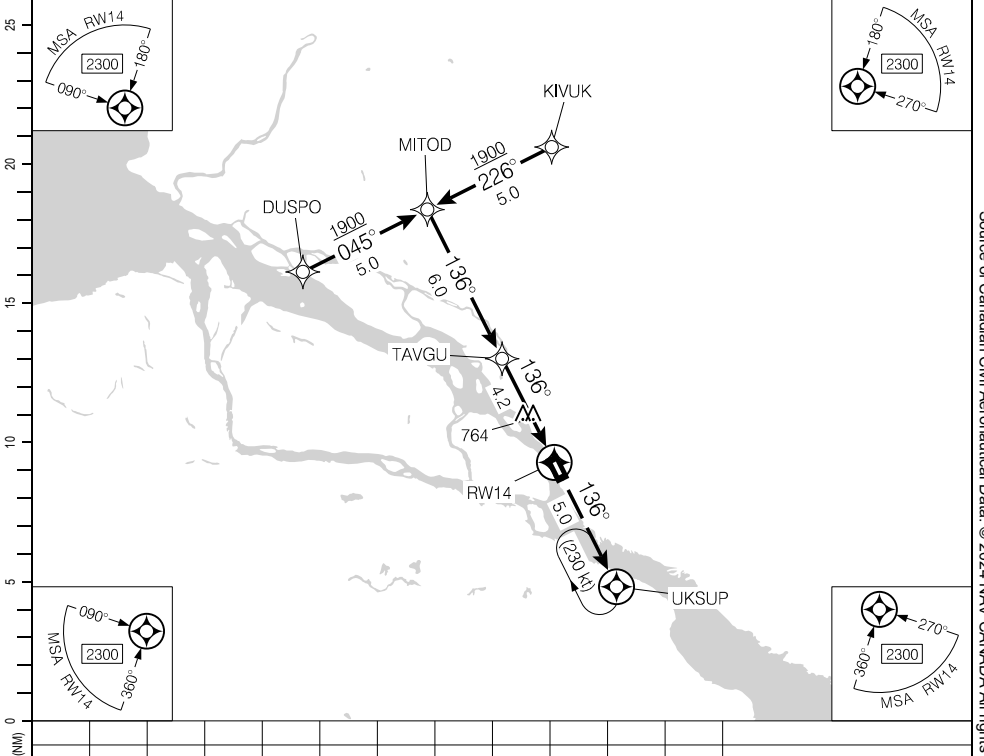 25
20
15
10
5
0
(NM)
MSA RW14
2300
180°
090°
MSA RW14
2300
180°
270°
KIVUK
MITOD
DUSPO
1900
226°
5.0
1900
045°
5.0
136°
6.0
TAVGU
136°
4.2
764
RW14
136°
5.0
(230 kt)
UKSUP
090°
2300
360°
MSA RW14
270°
2300
360°
MSA RW14
Source of Canadian Civil Aeronautical Data: © 2024 NAV CANADA All rights